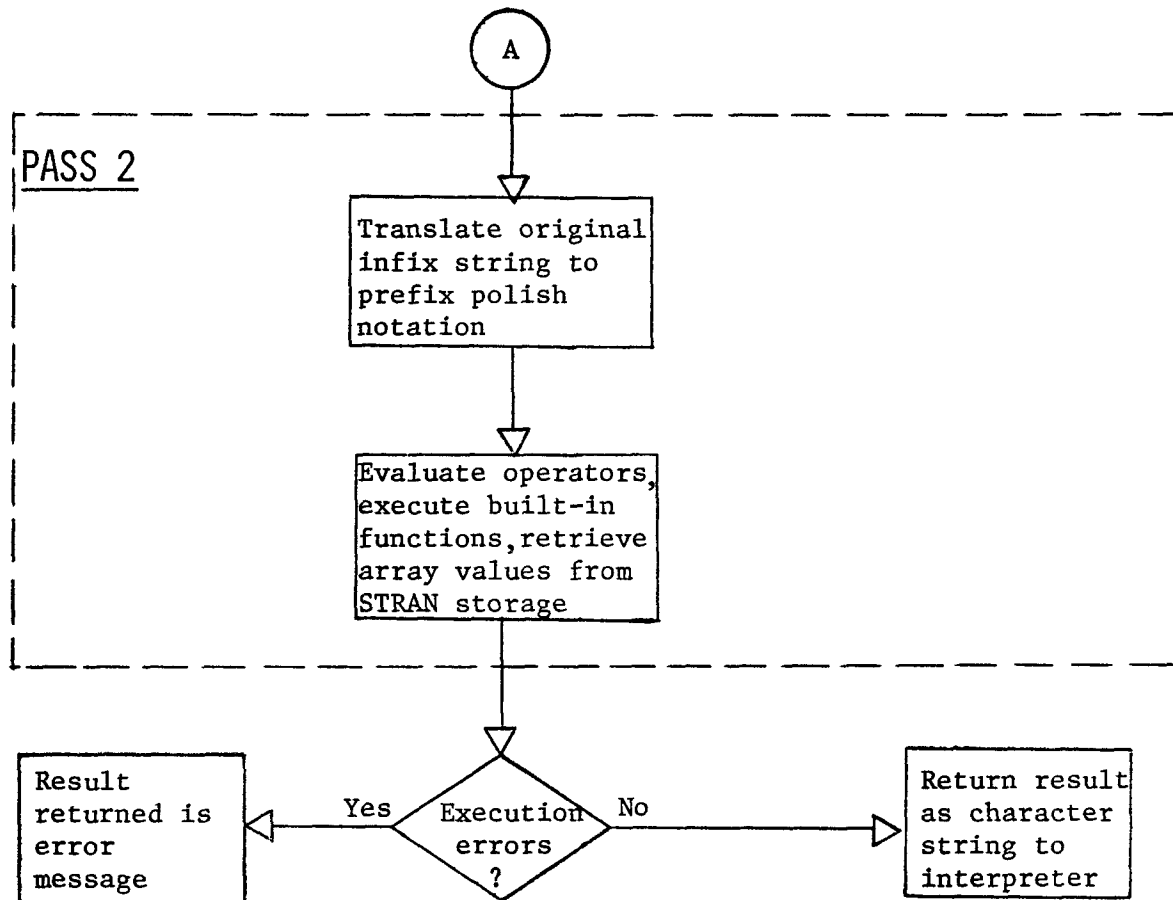 A
PASS 2
Translate original
infix string to
prefix polish
notation
Evaluate operators,
execute built-in
functions,retrieve
array values from
STRAN storage
Result
returned is
error
message
Yes
Execution
errors
?
No
Return result
as character
string to
interpreter